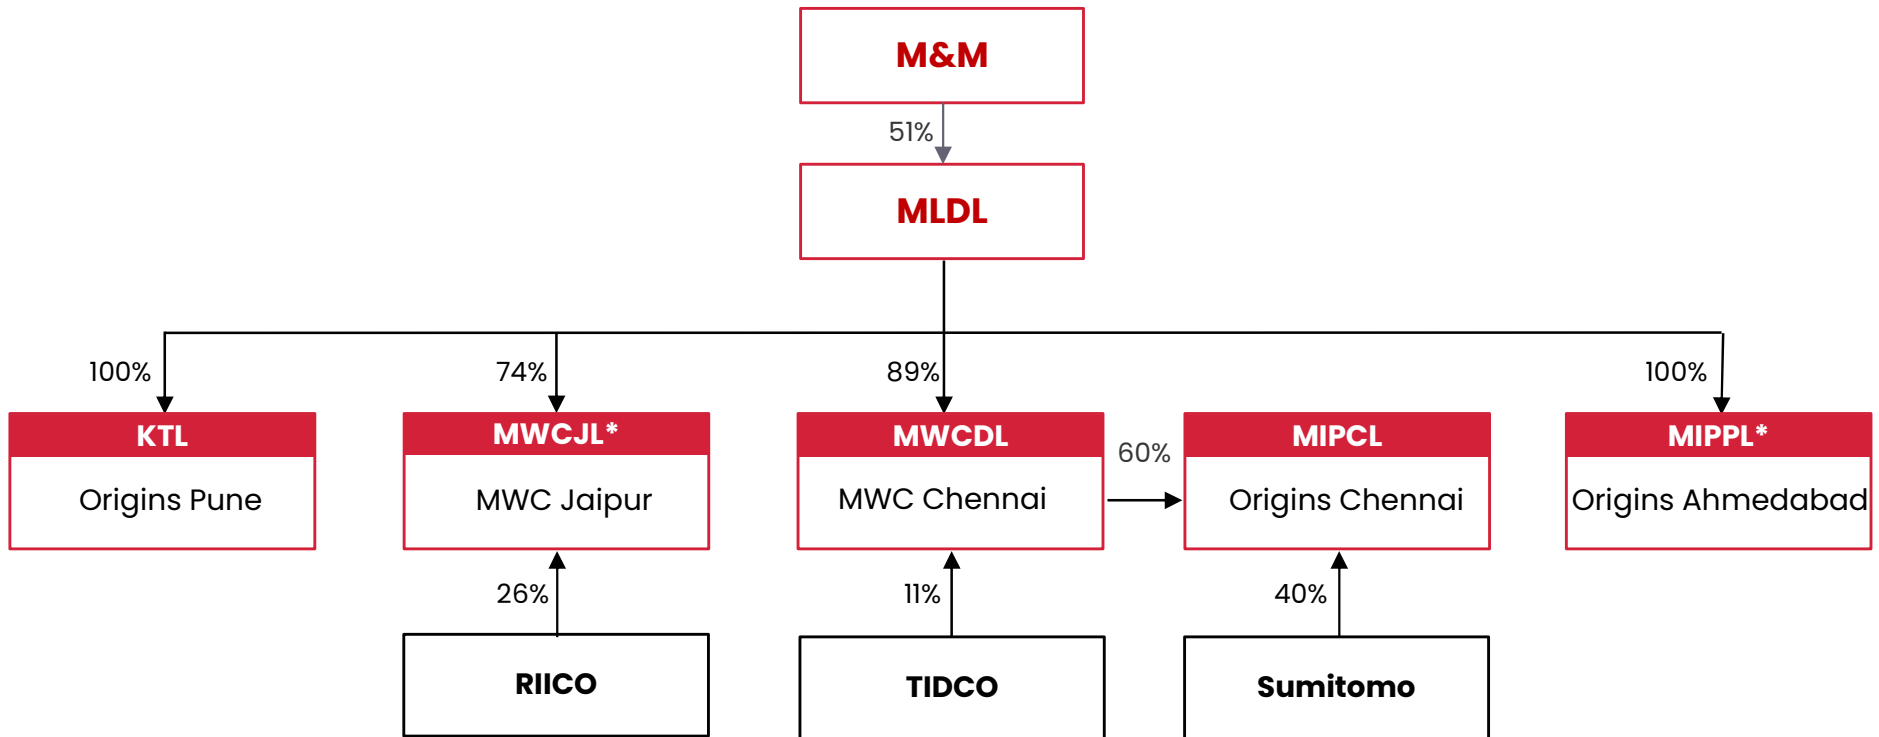 M&M
51%
MLDL
100%
74%
89%
100%
KTL
MWCJL*
MWCDL
MIPCL
MIPPL*
60%
Origins Pune
MWC Jaipur
MWC Chennai
Origins Chennai
Origins Ahmedabad
26%
11%
40%
RIICO
TIDCO
Sumitomo